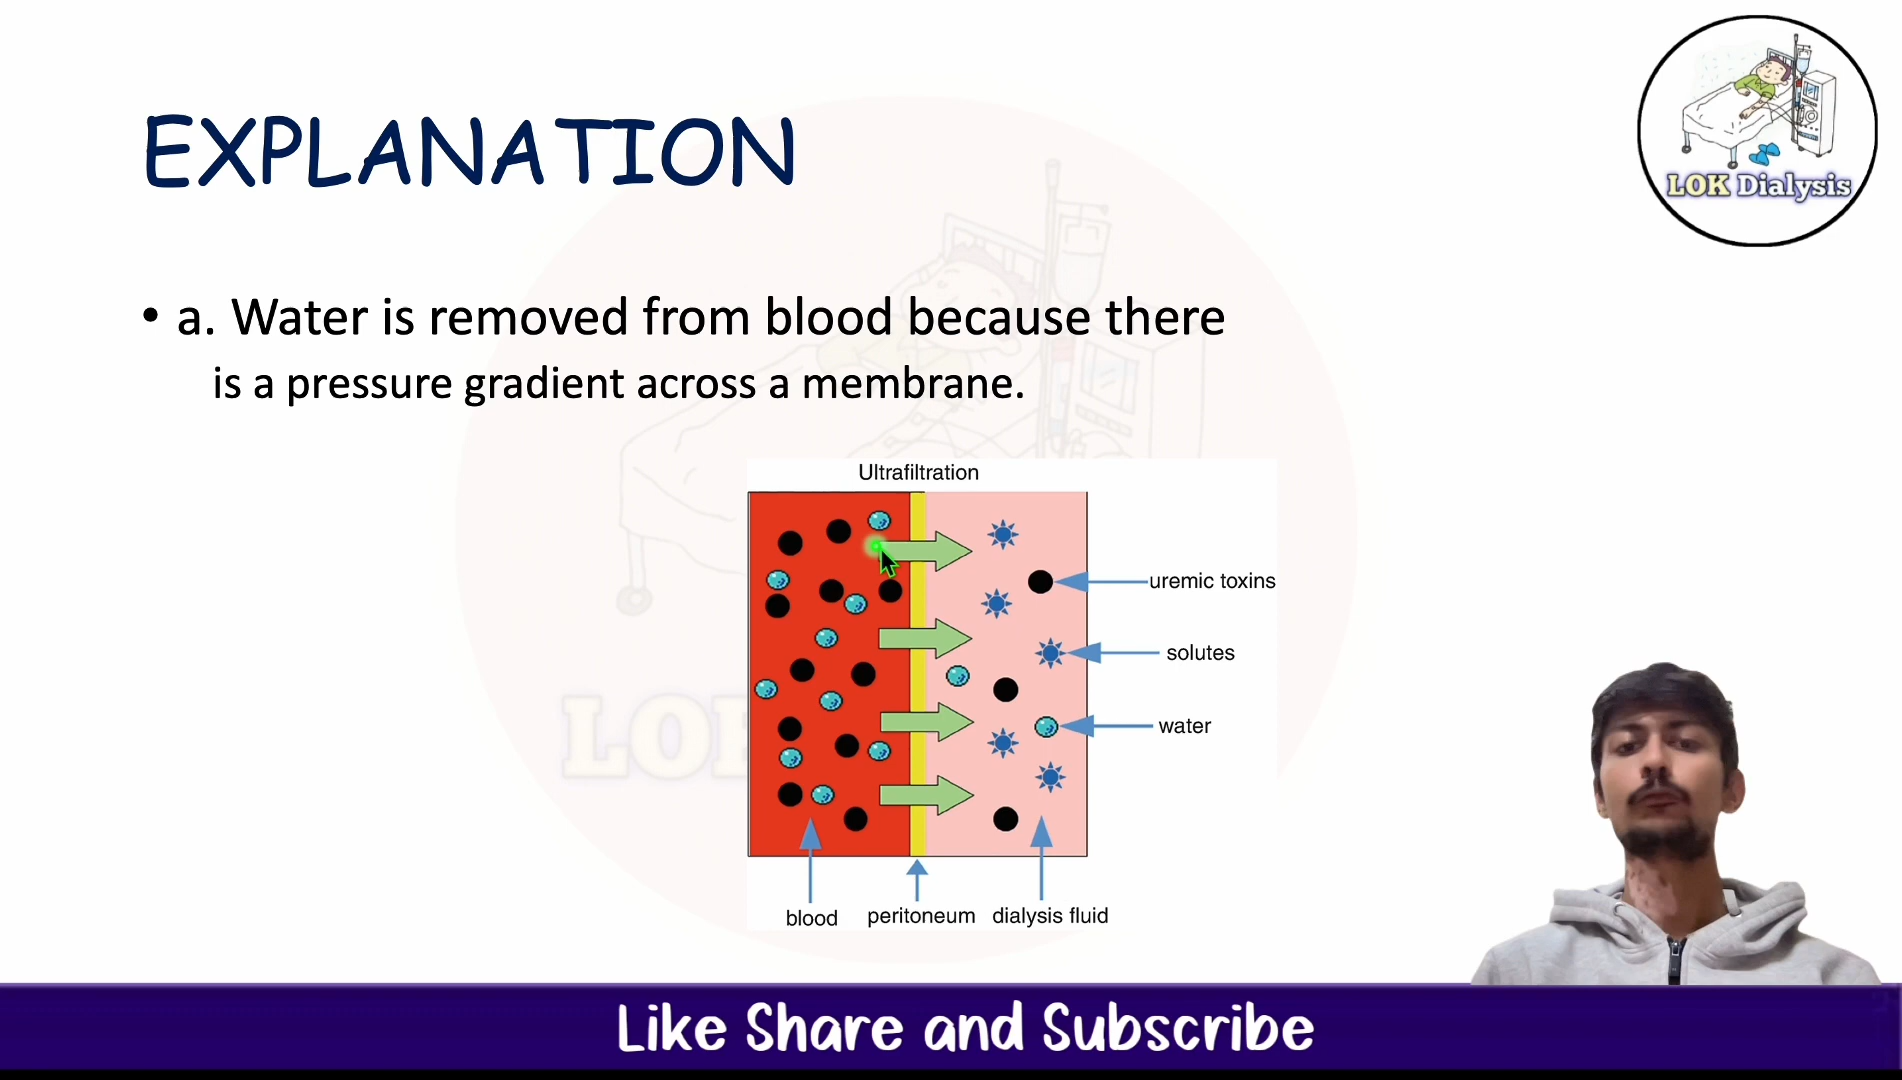 LOK Dialysis
EXPLANATION
• a. Water is removed from blood because there
is a pressure gradient across a membrane.
Ultrafiltration
uremic toxins
solutes
water
LO
blood
peritoneum
dialysis fluid
Like Share and Subscribe